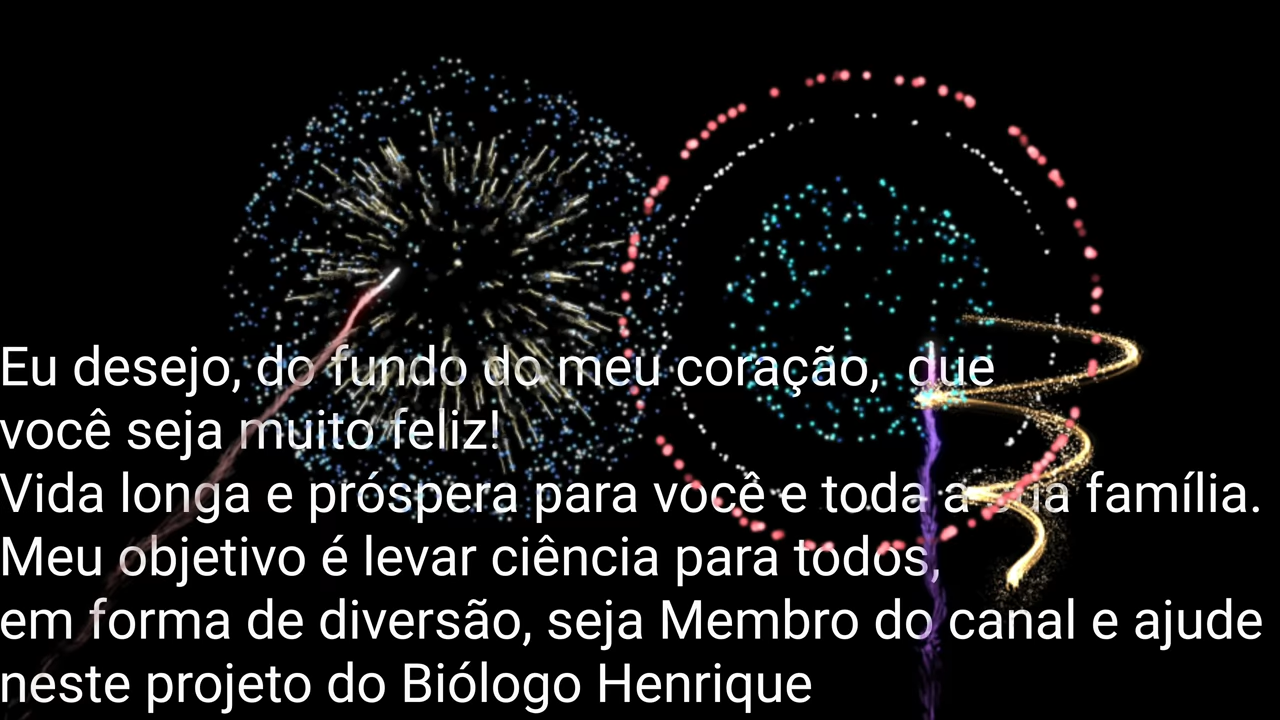 Eu desejo, do fundo do meu coração, que
você seja muito feliz!
Vida longa e próspera para você e toda a sua família.
Meu objetivo é levar ciência para todos,
em forma de diversão, seja Membro do canal e ajude
neste projeto do Biólogo Henrique